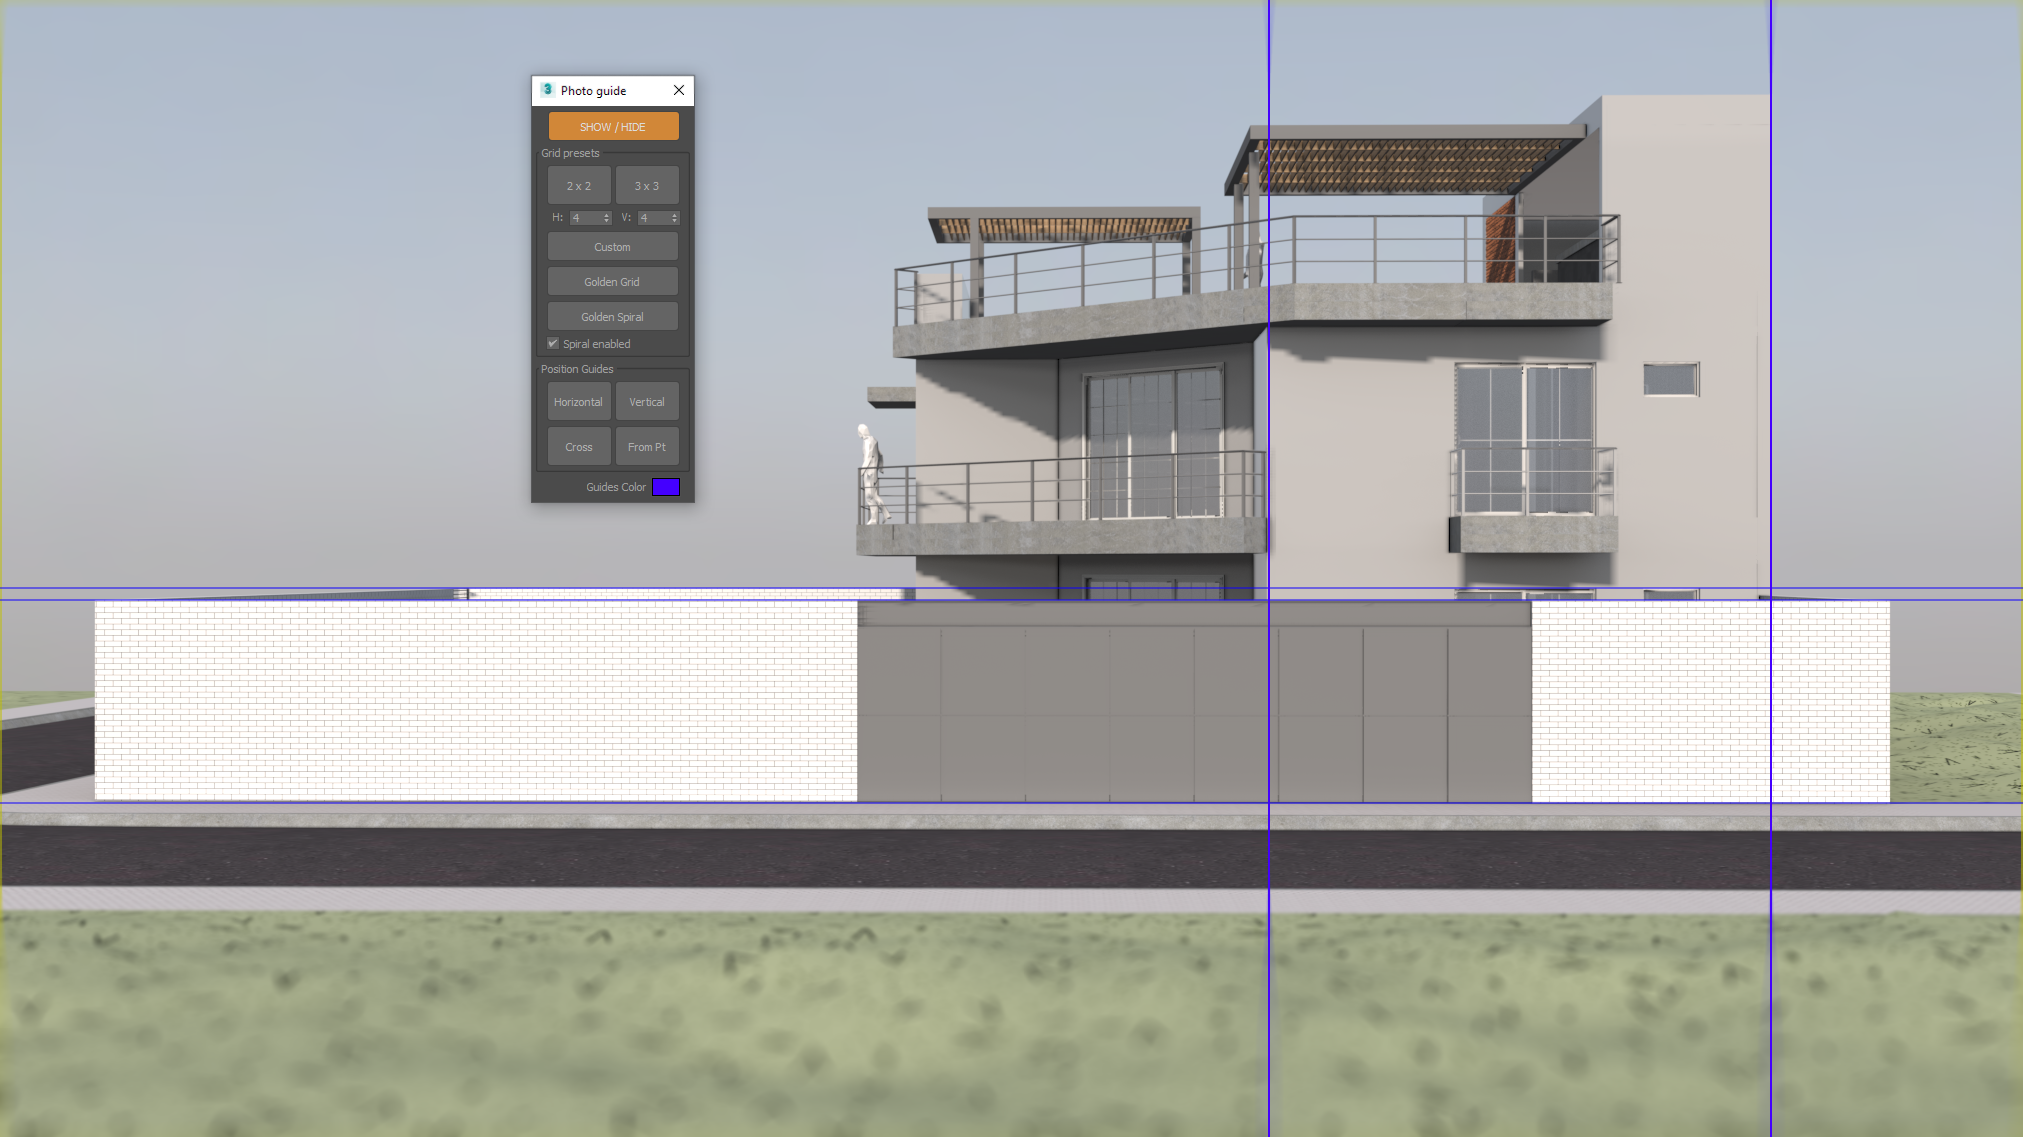 3 Photo guide
SHOW / HIDE
Grid presets
2 x 2 3 x 3
H: 4 V: 4
Custom
Golden Grid
Golden Spiral
Spiral enabled
Position Guides
Horizontal Vertical
Cross From Pt
Guides Color